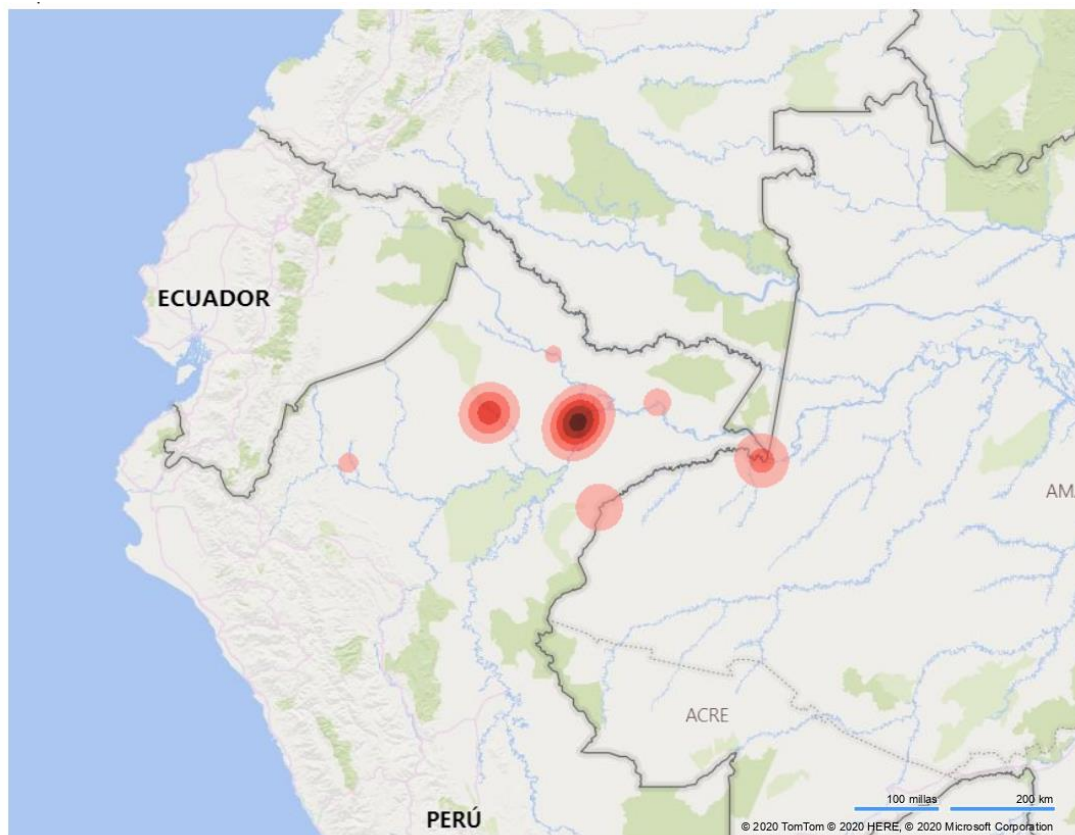 ECUADOR
AM
ACRE
100 millas 200 km
PERÚ
© 2020 TomTom © 2020 HERE, © 2020 Microsoft Corporation